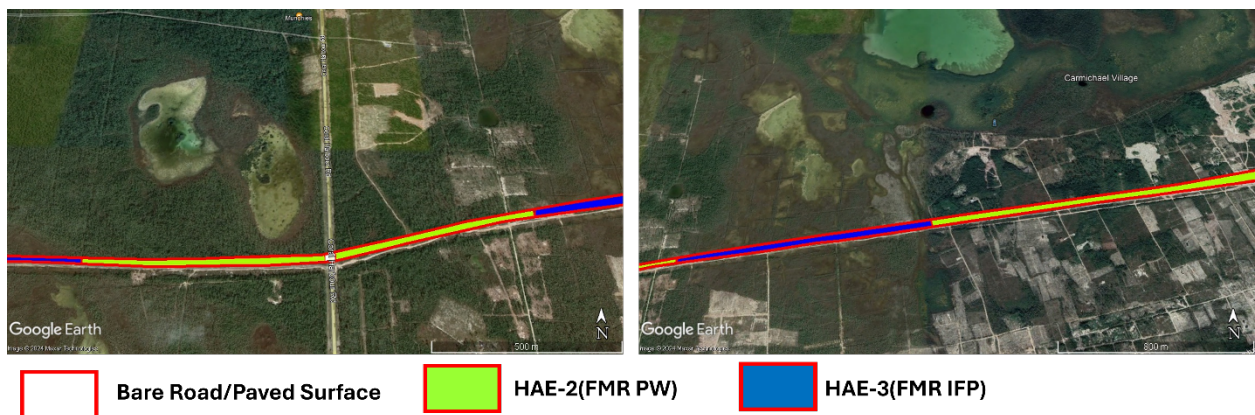 Munchies
Carmichael Village
Google Earth
500 m
N
Google Earth
800 m
N
Bare Road/Paved Surface
HAE-2(FMR PW)
HAE-3(FMR IFP)